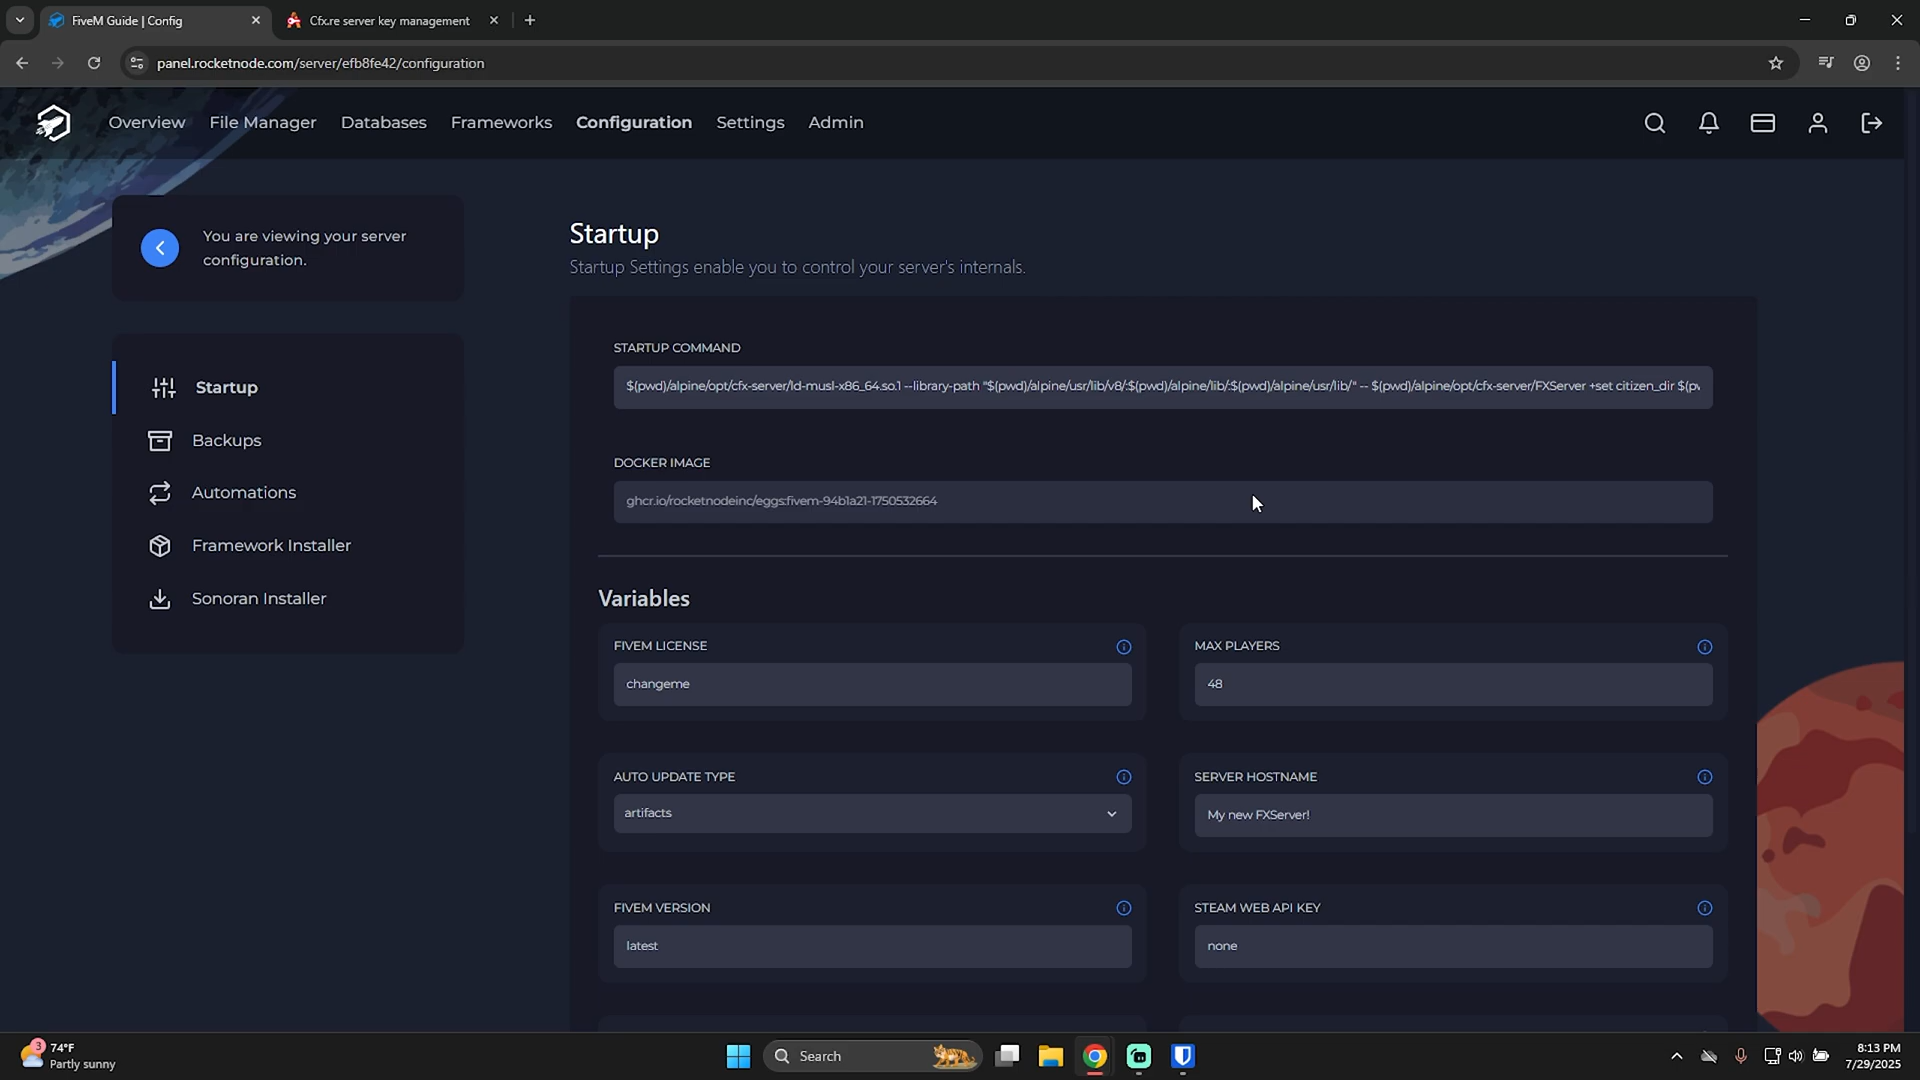 FiveM Guide | Config
Cfx.re server key management
panel.rocketnode.com/server/efb8fe42/configuration
Overview
File Manager
Databases
Frameworks
Configuration
Settings
Admin
You are viewing your server
configuration.
Startup
Backups
Automations
Framework Installer
Sonoran Installer
Startup
Startup Settings enable you to control your server's internals.
STARTUP COMMAND
$(pwd)/alpine/opt/cfx-server/ld-musl-x86_64.so.1 --library-path "$(pwd)/alpine/usr/lib/v8/:$(pwd)/alpine/lib/:$(pwd)/alpine/usr/lib/" -- $(pwd)/alpine/opt/cfx-server/FXServer +set citizen_dir $(pw
DOCKER IMAGE
ghcr.io/rocketnodeinc/eggs:fivem-94b1a21-1750532664
Variables
FIVEM LICENSE
changeme
MAX PLAYERS
48
AUTO UPDATE TYPE
artifacts
SERVER HOSTNAME
My new FXServer!
FIVEM VERSION
latest
STEAM WEB API KEY
none
3
74°F
Partly sunny
Search
8:13 PM
7/29/2025